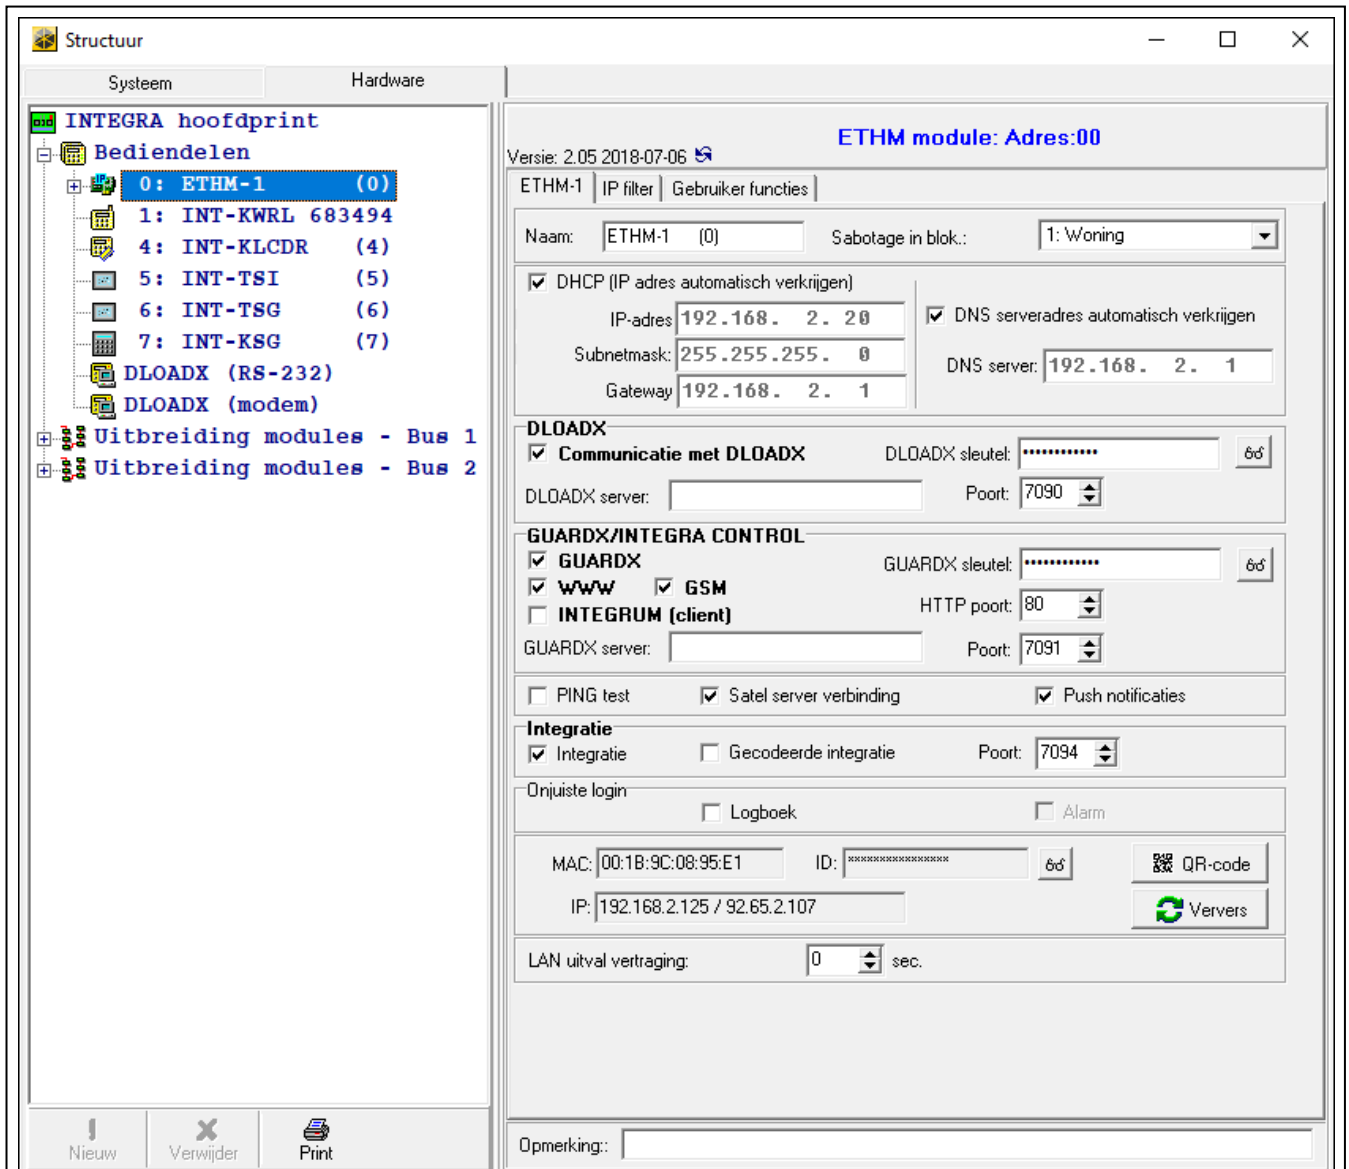 Structuur
Systeem
Hardware
INTEGRA hoofdprint
Bediendelen
0: ETHM-1 (0)
1: INT-KWRL 683494
4: INT-KLCDR (4)
5: INT-TSI (5)
6: INT-TSG (6)
7: INT-KSG (7)
DLOADX (RS-232)
DLOADX (modem)
Uitbreiding modules - Bus 1
Uitbreiding modules - Bus 2
Nieuw
Verwijder
Print
ETHM module: Adres:00
Versie: 2.05 2018-07-06
ETHM-1 IP filter Gebruiker functies
Naam: ETHM-1 (0) Sabotage in blok.: 1: Woning
DHCP (IP adres automatisch verkrijgen)
IP-adres 192.168. 2. 20
Subnetmask: 255.255.255. 0
Gateway 192.168. 2. 1
DNS serveradres automatisch verkrijgen
DNS server: 192.168. 2. 1
DLOADX
Communicatie met DLOADX DLOADX sleutel: ••••••••••••
DLOADX server: Poort: 7090
GUARDX/INTEGRA CONTROL
GUARDX GUARDX sleutel: ••••••••••••
WWW GSM HTTP poort: 80
INTEGRUM (client)
GUARDX server: Poort: 7091
PING test Satel server verbinding Push notificaties
Integratie
Integratie Gecodeerde integratie Poort: 7094
Onjuiste login
Logboek Alarm
MAC: 00:1B:9C:08:95:E1 ID: **************** QR-code
IP: 192.168.2.125 / 92.65.2.107 Ververs
LAN uitval vertraging: 0 sec.
Opmerking::